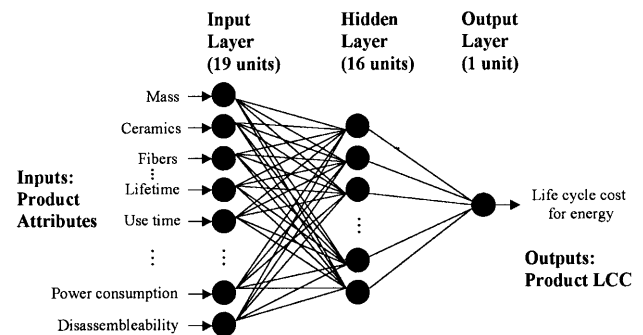 Input
Layer
(19 units)
Hidden
Layer
(16 units)
Output
Layer
(1 unit)
Inputs:
Product
Attributes
Mass
Ceramics
Fibers
Lifetime
Use time
Power consumption
Disassembleability
Life cycle cost
for energy
Outputs:
Product LCC